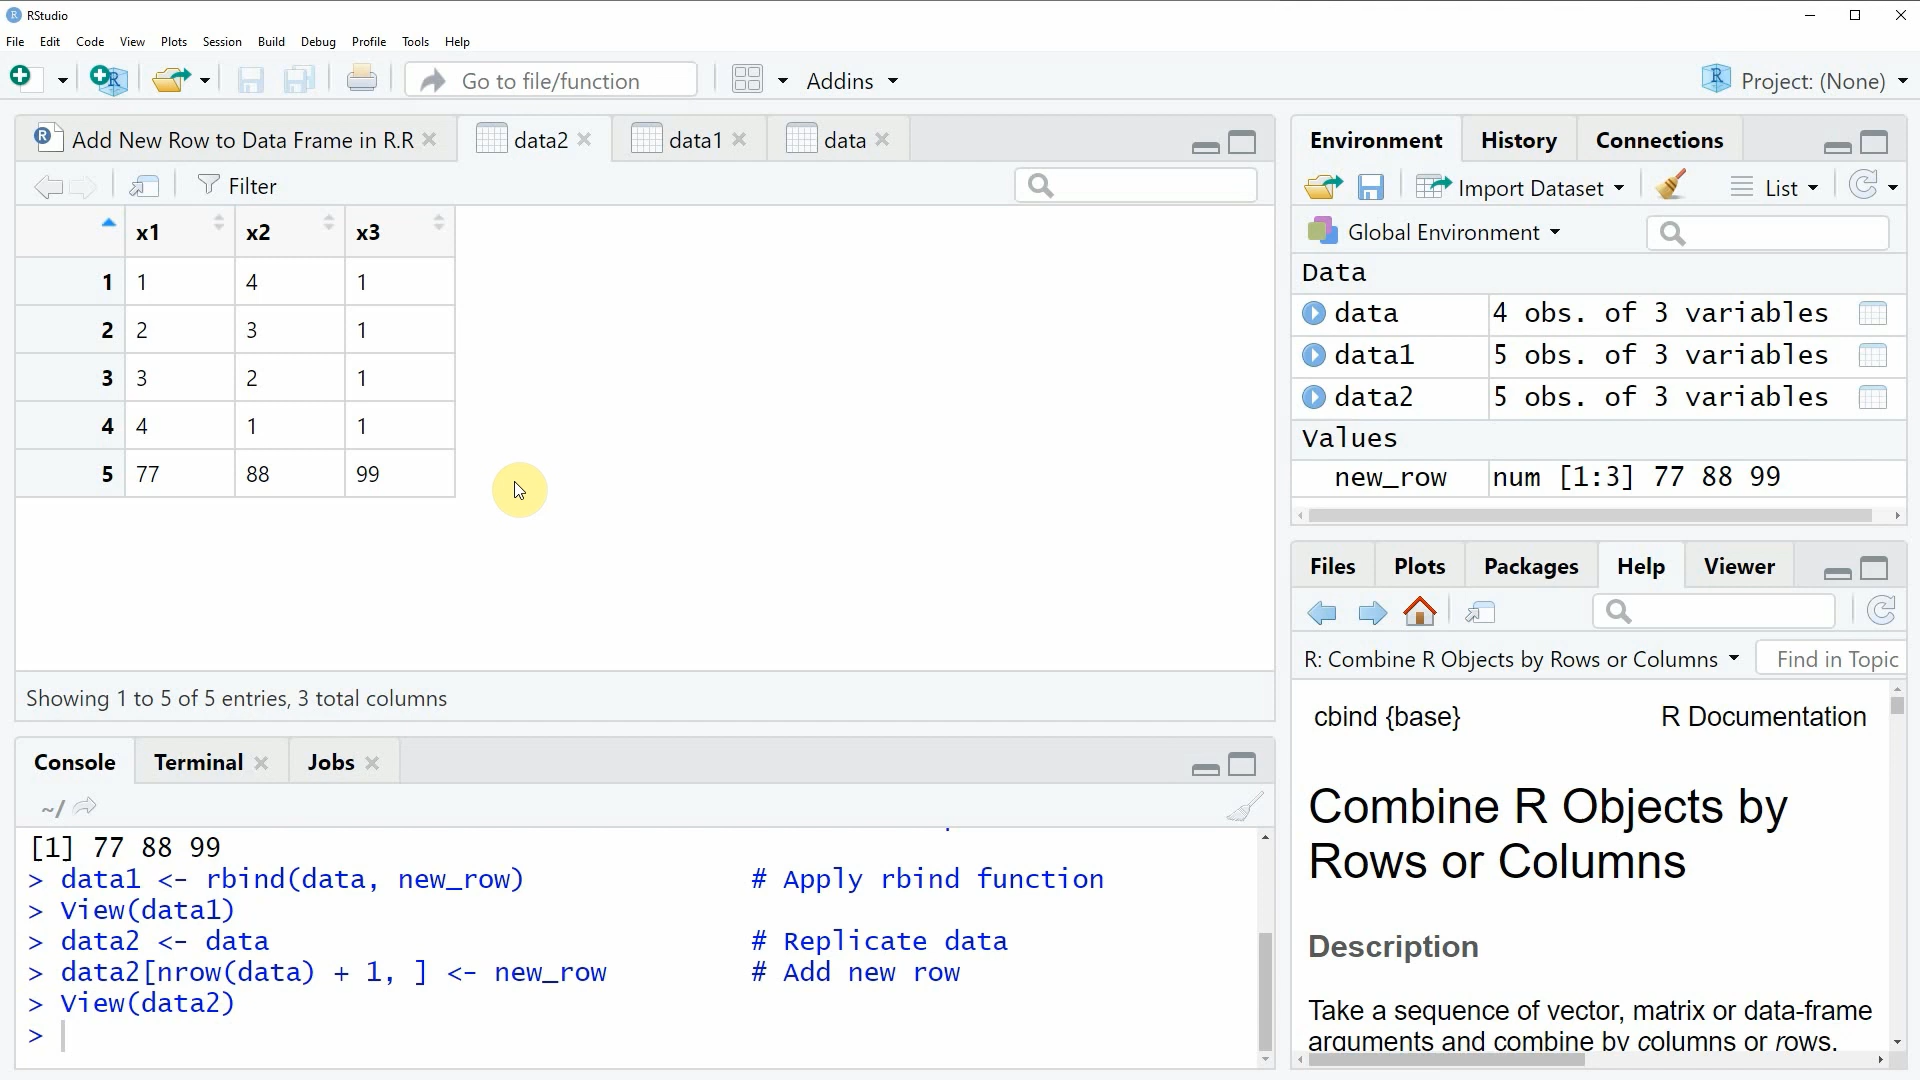 RStudio
File Edit Code View Plots Session Build Debug Profile Tools Help
Go to file/function Addins Project: (None)
Add New Row to Data Frame in R.R data2 data1 data
Filter
x1 x2 x3
1 1 4 1
2 2 3 1
3 3 2 1
4 4 1 1
5 77 88 99
Showing 1 to 5 of 5 entries, 3 total columns
Console Terminal Jobs
~/
[1] 77 88 99
> data1 <- rbind(data, new_row) # Apply rbind function
> View(data1)
> data2 <- data # Replicate data
> data2[nrow(data) + 1, ] <- new_row # Add new row
> View(data2)
>
Environment History Connections
Import Dataset List
Global Environment
Data
data 4 obs. of 3 variables
data1 5 obs. of 3 variables
data2 5 obs. of 3 variables
Values
new_row num [1:3] 77 88 99
Files Plots Packages Help Viewer
R: Combine R Objects by Rows or Columns Find in Topic
cbind {base} R Documentation
Combine R Objects by
Rows or Columns
Description
Take a sequence of vector, matrix or data-frame
arguments and combine by columns or rows,